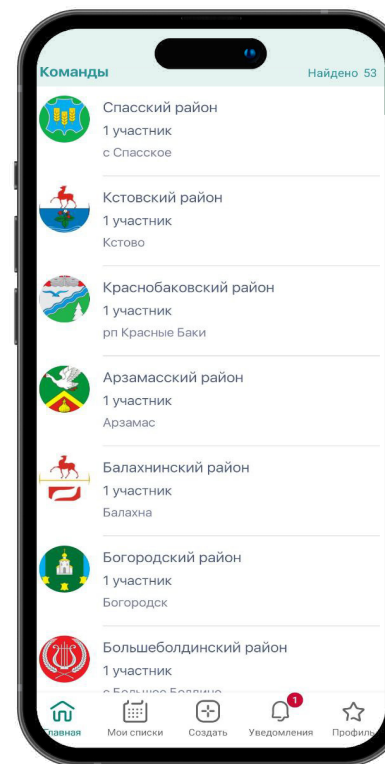 Команды
Найдено 53
Спасский район
1 участник
с Спасское
Кстовский район
1 участник
Кстово
Краснобаковский район
1 участник
рп Красные Баки
Арзамасский район
1 участник
Арзамас
Балахнинский район
1 участник
Балахна
Богородский район
1 участник
Богородск
Большеболдинский район
1 участник
с Большое Болдино
1
Главная
Мои списки
Создать
Уведомления
Профиль